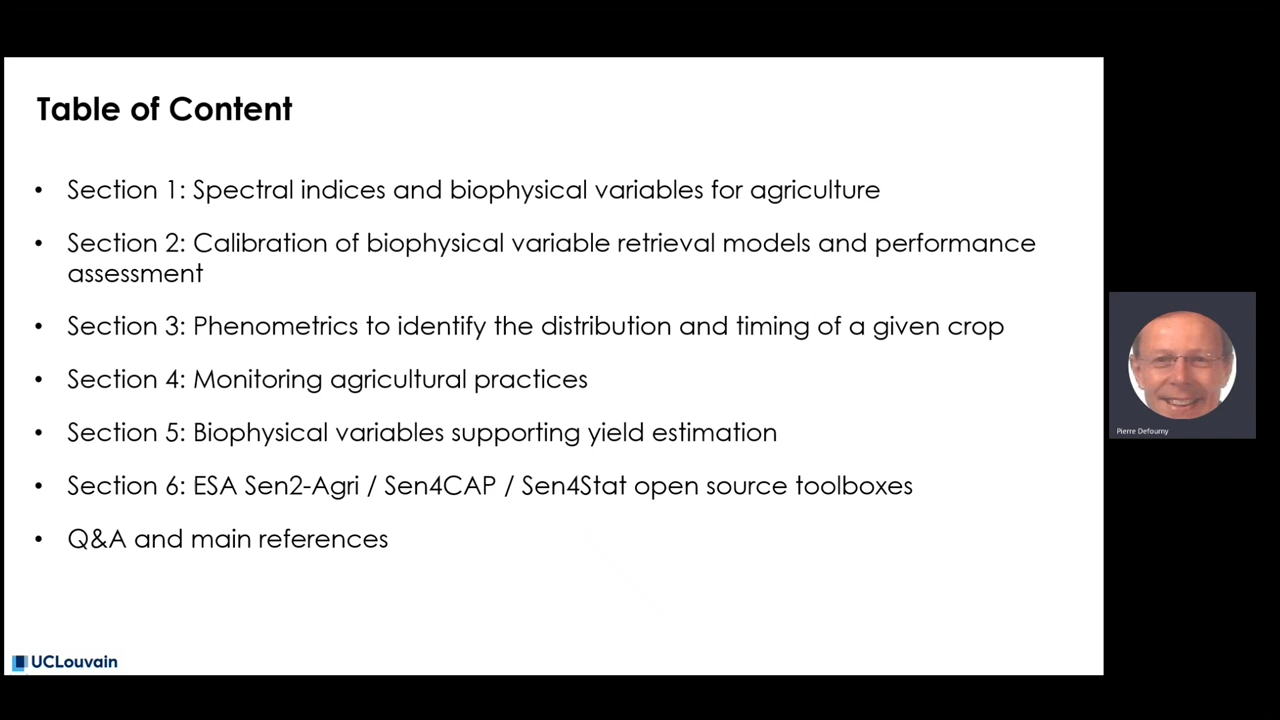 Table of Content
• Section 1: Spectral indices and biophysical variables for agriculture
• Section 2: Calibration of biophysical variable retrieval models and performance
assessment
• Section 3: Phenometrics to identify the distribution and timing of a given crop
• Section 4: Monitoring agricultural practices
• Section 5: Biophysical variables supporting yield estimation
• Section 6: ESA Sen2-Agri / Sen4CAP / Sen4Stat open source toolboxes
• Q&A and main references
UCLouvain
Pierre Defourny